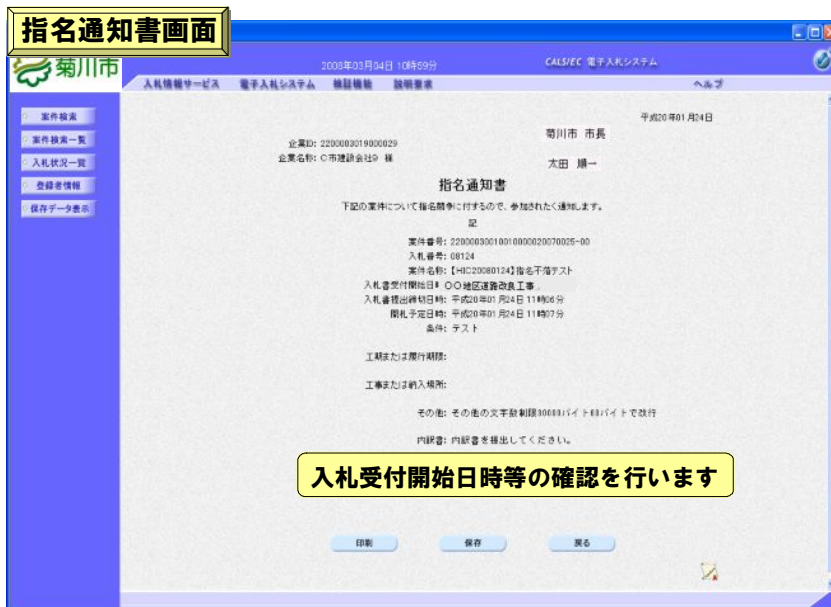 指名通知書画面
菊川市
2008年03月04日 10時59分
CALS/EC 電子入札システム
入札情報サービス 電子入札システム 検証機能 説明要求 ヘルプ
案件検索
案件検索一覧
入札状況一覧
登録者情報
保存データ表示
平成20年01月24日
菊川市 市長
企業ID: 2200003019000029
企業名称: C市建設会社9 様
太田 順一
指名通知書
下記の案件について指名競争に付するので、参加されたく通知します。
記
案件番号: 22000030010010000020070025-00
入札番号: 08124
案件名称: 【HIC20080124】指名不落テスト
入札書受付開始日 〇〇地区道路改良工事
入札書提出締切日時: 平成20年01月24日 11時06分
開札予定日時: 平成20年01月24日 11時07分
条件: テスト
工期または履行期限:
工事または納入場所:
その他: その他の文字数制限30000バイト60バイトで改行
内訳書: 内訳書を提出してください。
入札受付開始日時等の確認を行います
印刷 保存 戻る